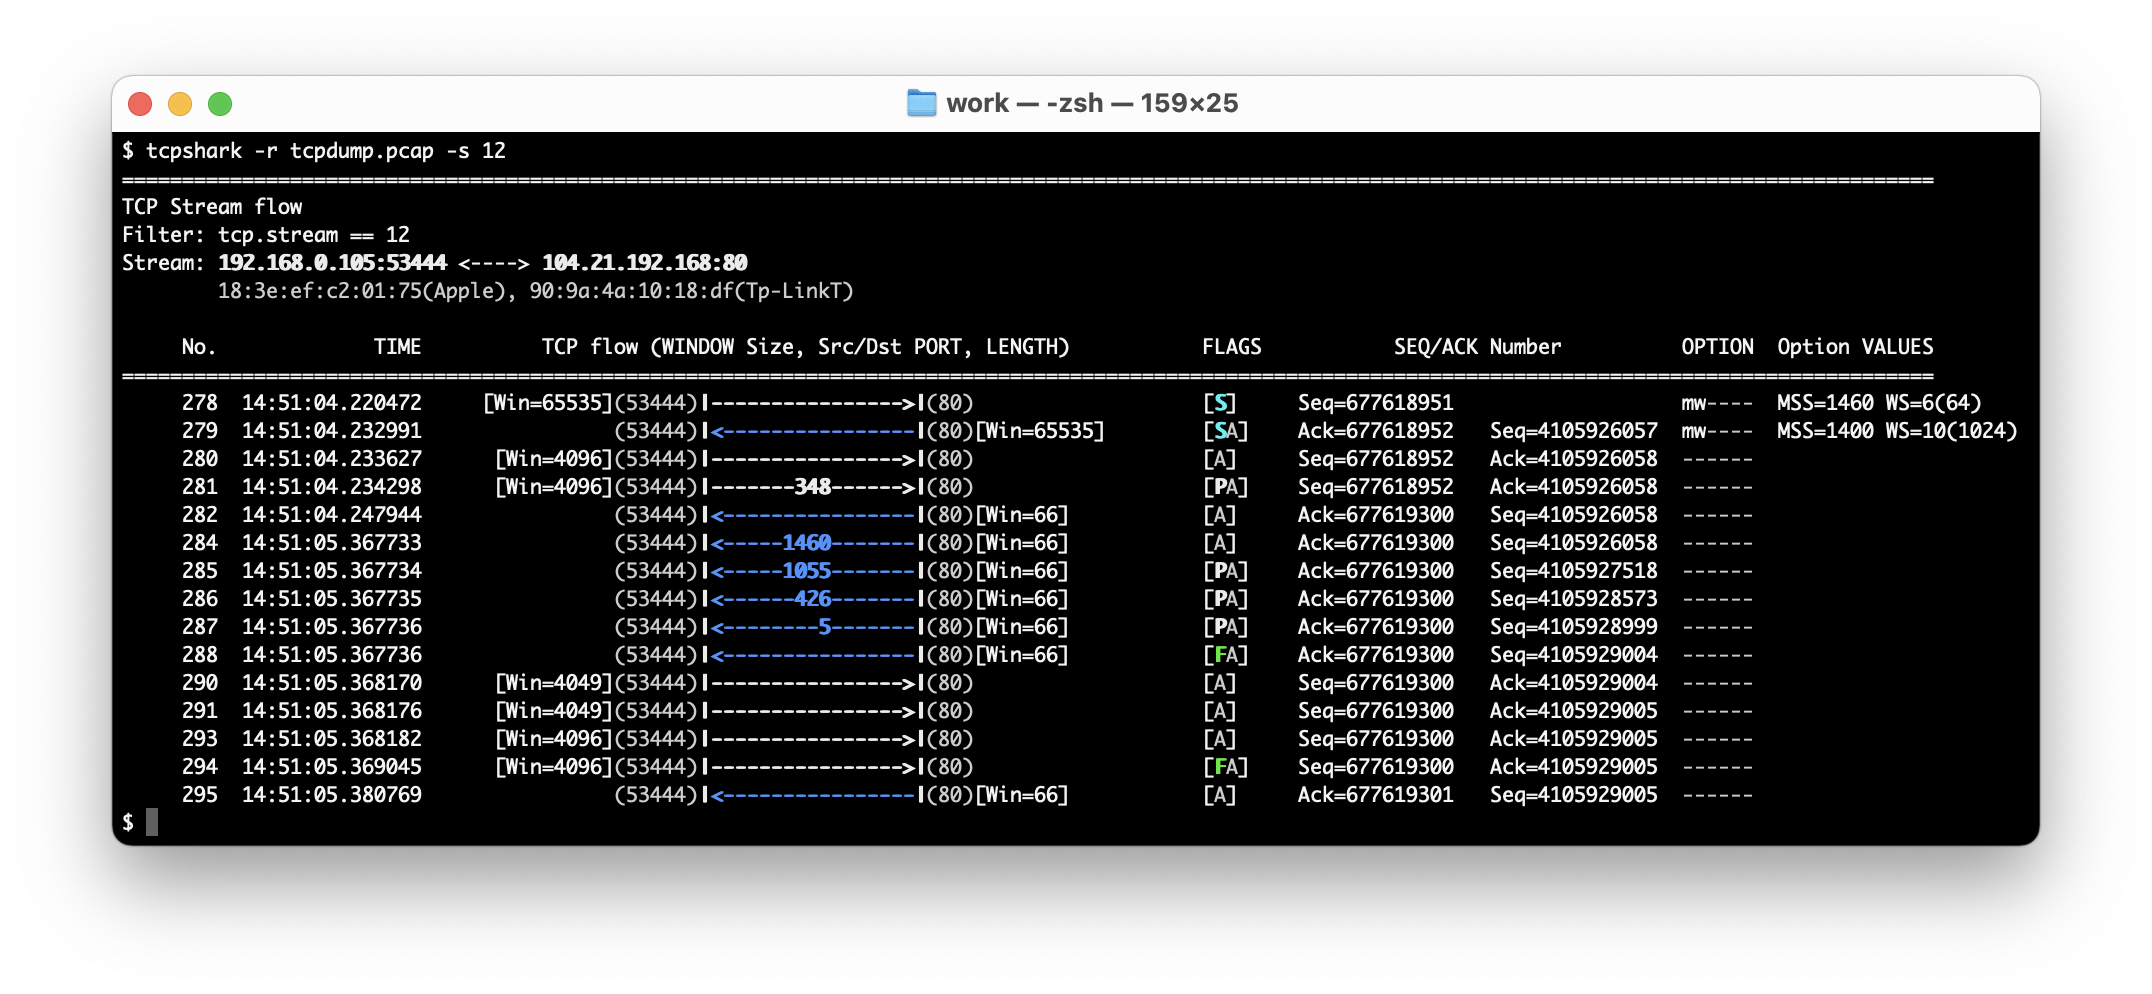 work — -zsh — 159×25
$ tcpshark -r tcpdump.pcap -s 12
=======================================================================================================================================================
TCP Stream flow
Filter: tcp.stream == 12
Stream: 192.168.0.105:53444 <----> 104.21.192.168:80
        18:3e:ef:c2:01:75(Apple), 90:9a:4a:10:18:df(Tp-LinkT)
     No.             TIME          TCP flow (WINDOW Size, Src/Dst PORT, LENGTH)           FLAGS           SEQ/ACK Number          OPTION  Option VALUES
=======================================================================================================================================================
     278  14:51:04.220472     [Win=65535](53444)|---------------->|(80)                   [S]     Seq=677618951                   mw----  MSS=1460 WS=6(64)
     279  14:51:04.232991                (53444)|<----------------|(80)[Win=65535]        [SA]    Ack=677618952   Seq=4105926057  mw----  MSS=1400 WS=10(1024)
     280  14:51:04.233627      [Win=4096](53444)|---------------->|(80)                   [A]     Seq=677618952   Ack=4105926058  ------
     281  14:51:04.234298      [Win=4096](53444)|-------348------>|(80)                   [PA]    Seq=677618952   Ack=4105926058  ------
     282  14:51:04.247944                (53444)|<----------------|(80)[Win=66]           [A]     Ack=677619300   Seq=4105926058  ------
     284  14:51:05.367733                (53444)|<-----1460-------|(80)[Win=66]           [A]     Ack=677619300   Seq=4105926058  ------
     285  14:51:05.367734                (53444)|<-----1055-------|(80)[Win=66]           [PA]    Ack=677619300   Seq=4105927518  ------
     286  14:51:05.367735                (53444)|<------426-------|(80)[Win=66]           [PA]    Ack=677619300   Seq=4105928573  ------
     287  14:51:05.367736                (53444)|<--------5-------|(80)[Win=66]           [PA]    Ack=677619300   Seq=4105928999  ------
     288  14:51:05.367736                (53444)|<----------------|(80)[Win=66]           [FA]    Ack=677619300   Seq=4105929004  ------
     290  14:51:05.368170      [Win=4049](53444)|---------------->|(80)                   [A]     Seq=677619300   Ack=4105929004  ------
     291  14:51:05.368176      [Win=4049](53444)|---------------->|(80)                   [A]     Seq=677619300   Ack=4105929005  ------
     293  14:51:05.368182      [Win=4096](53444)|---------------->|(80)                   [A]     Seq=677619300   Ack=4105929005  ------
     294  14:51:05.369045      [Win=4096](53444)|---------------->|(80)                   [FA]    Seq=677619300   Ack=4105929005  ------
     295  14:51:05.380769                (53444)|<----------------|(80)[Win=66]           [A]     Ack=677619301   Seq=4105929005  ------
$